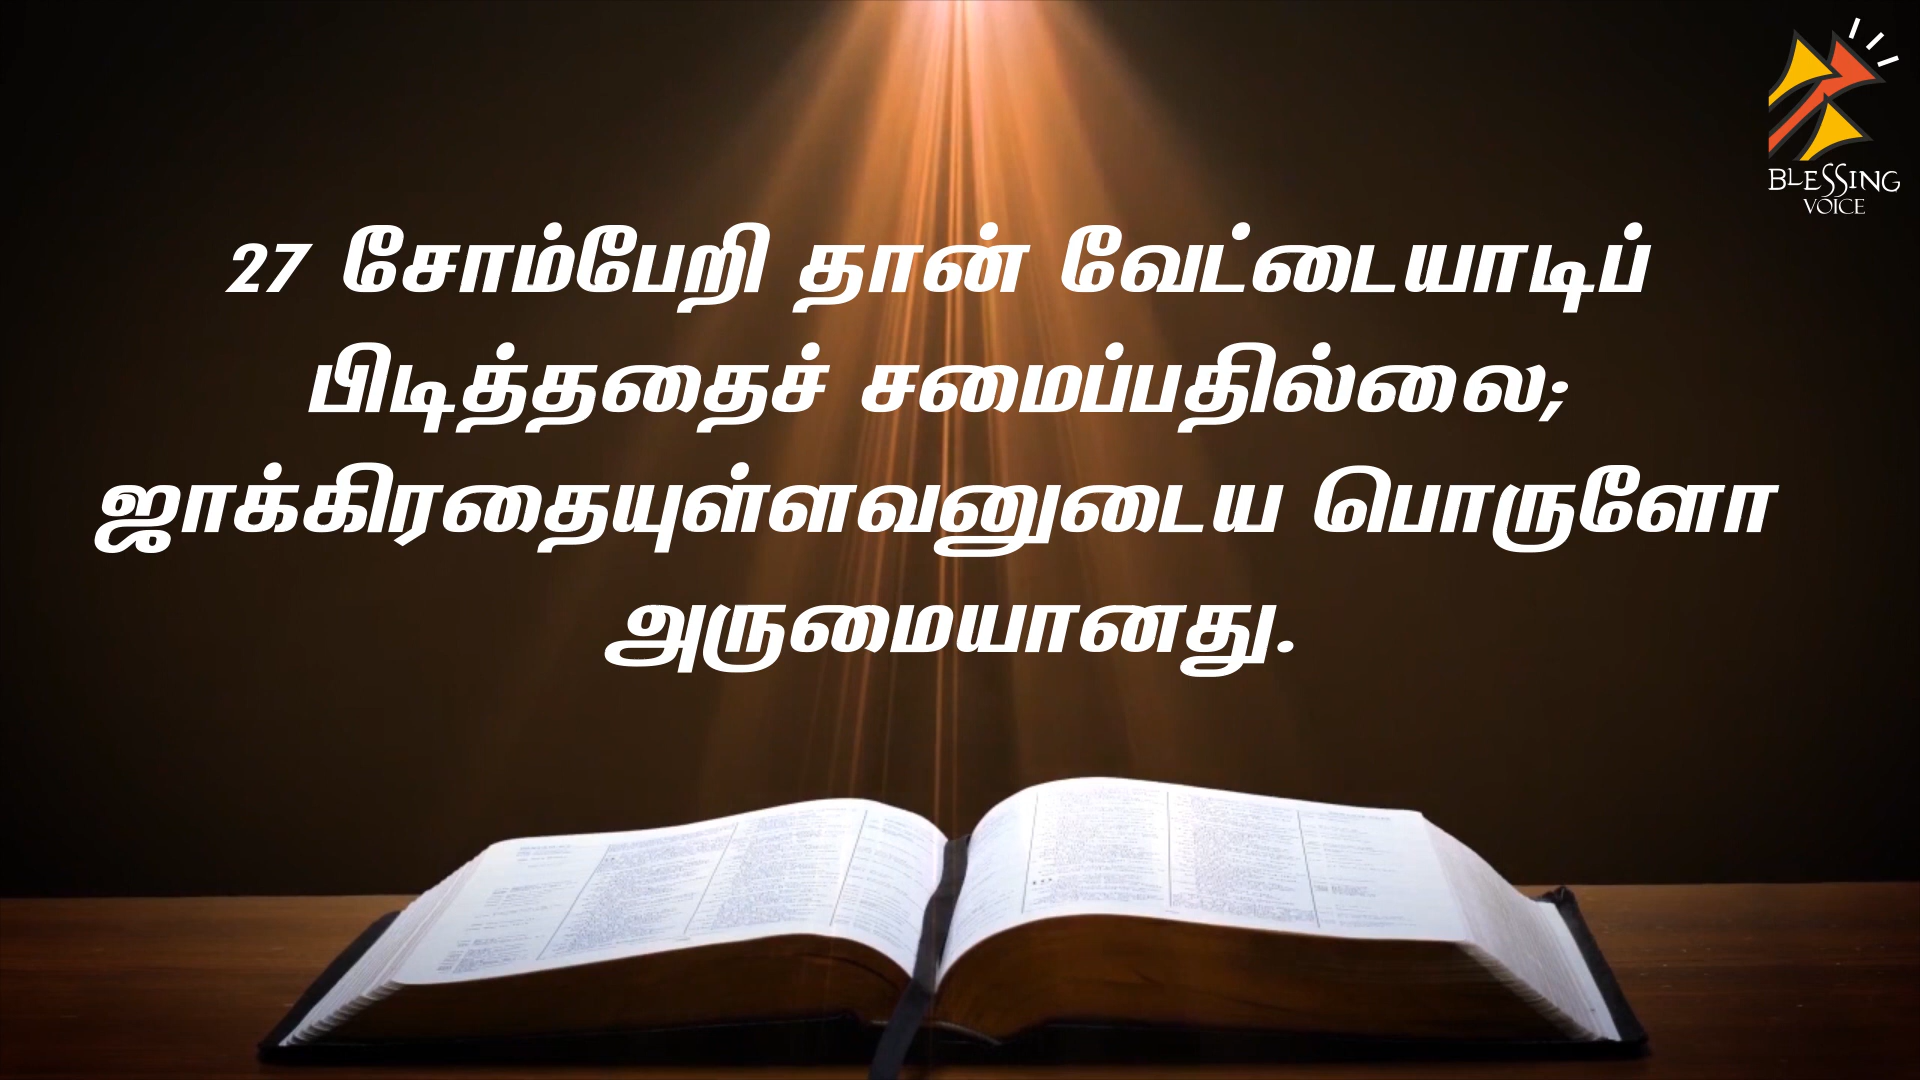 BLESSING
VOICE
27 சோம்பேறி தான் வேட்டையாடிப்
பிடித்ததைச் சமைப்பதில்லை;
ஜாக்கிரதையுள்ளவனுடைய பொருளோ
அருமையானது.